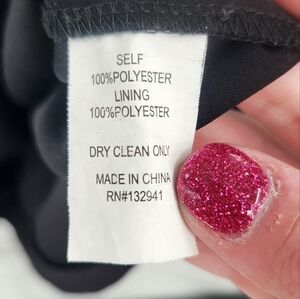 SELF
100%POLYESTER
LINING
100%POLYESTER
DRY CLEAN ONLY
MADE IN CHINA
RN#132941